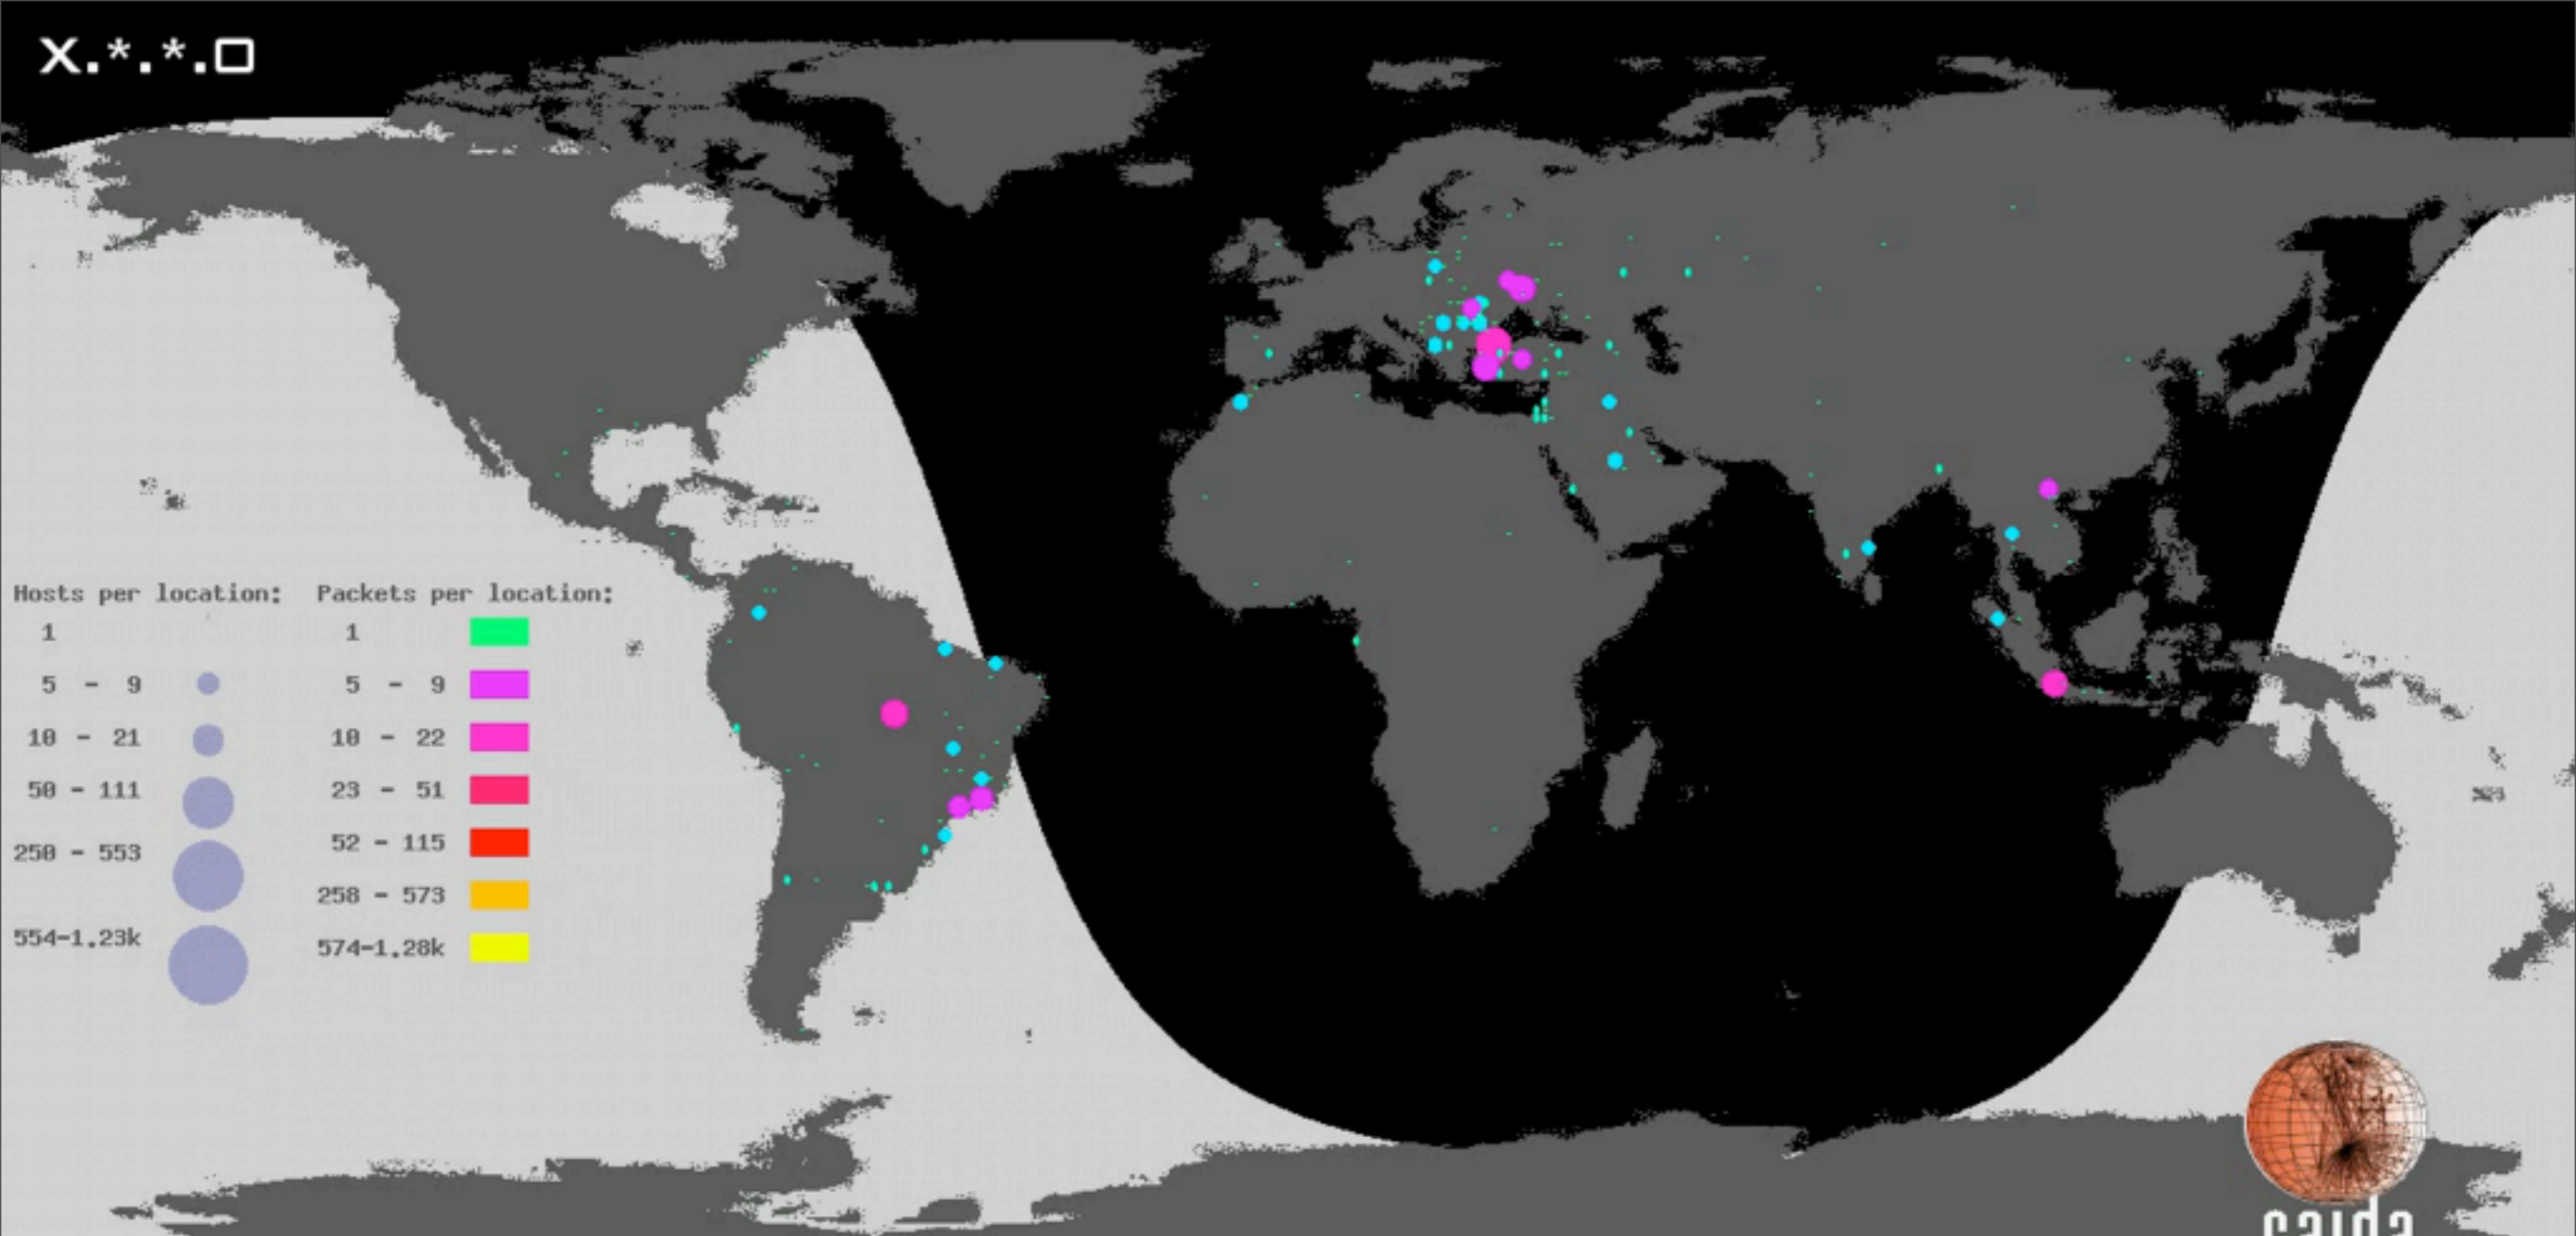 X.*.*.□
Hosts per location: Packets per location:
1 1
5 - 9 5 - 9
10 - 21 10 - 22
50 - 111 23 - 51
250 - 553 52 - 115
554-1.23k 258 - 573
574-1.28k
caida